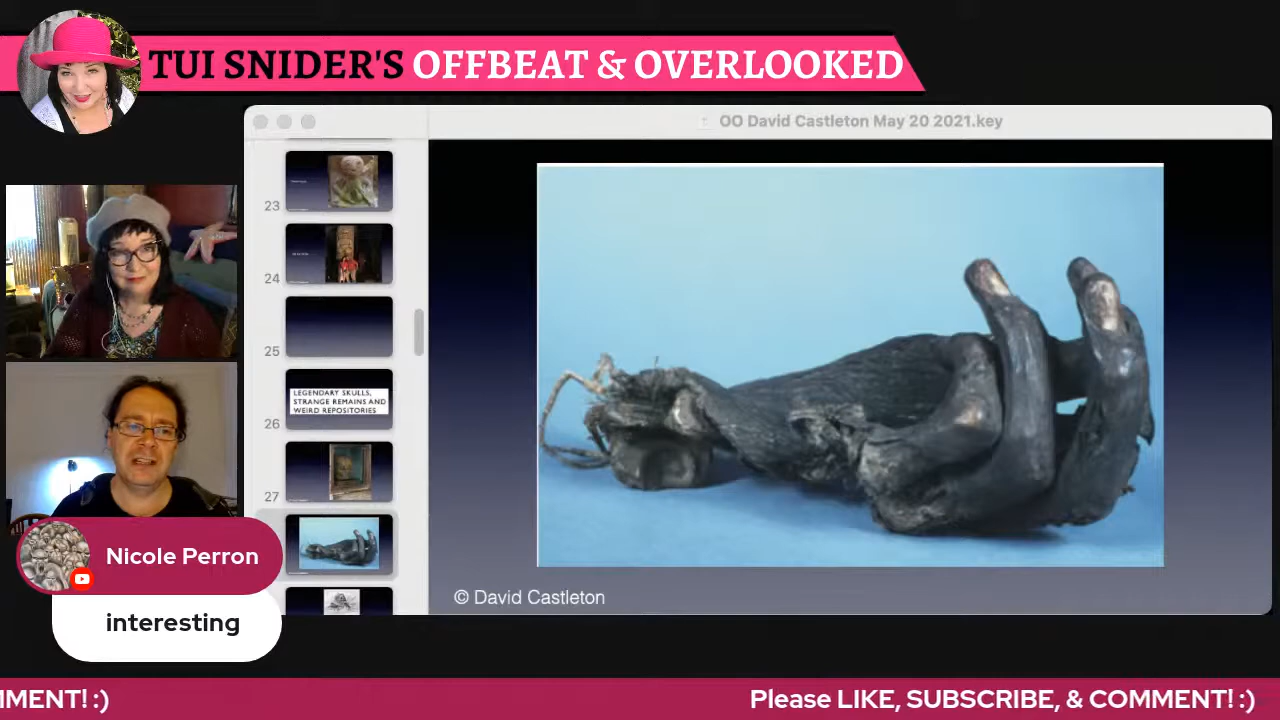 TUI SNIDER'S OFFBEAT & OVERLOOKED
OO David Castleton May 20 2021.key
23
24
25
LEGENDARY SKULLS,
STRANGE REMAINS AND
WEIRD REPOSITORIES
26
27
© David Castleton
Nicole Perron
interesting
MMENT! :)
Please LIKE, SUBSCRIBE, & COMMENT! :)